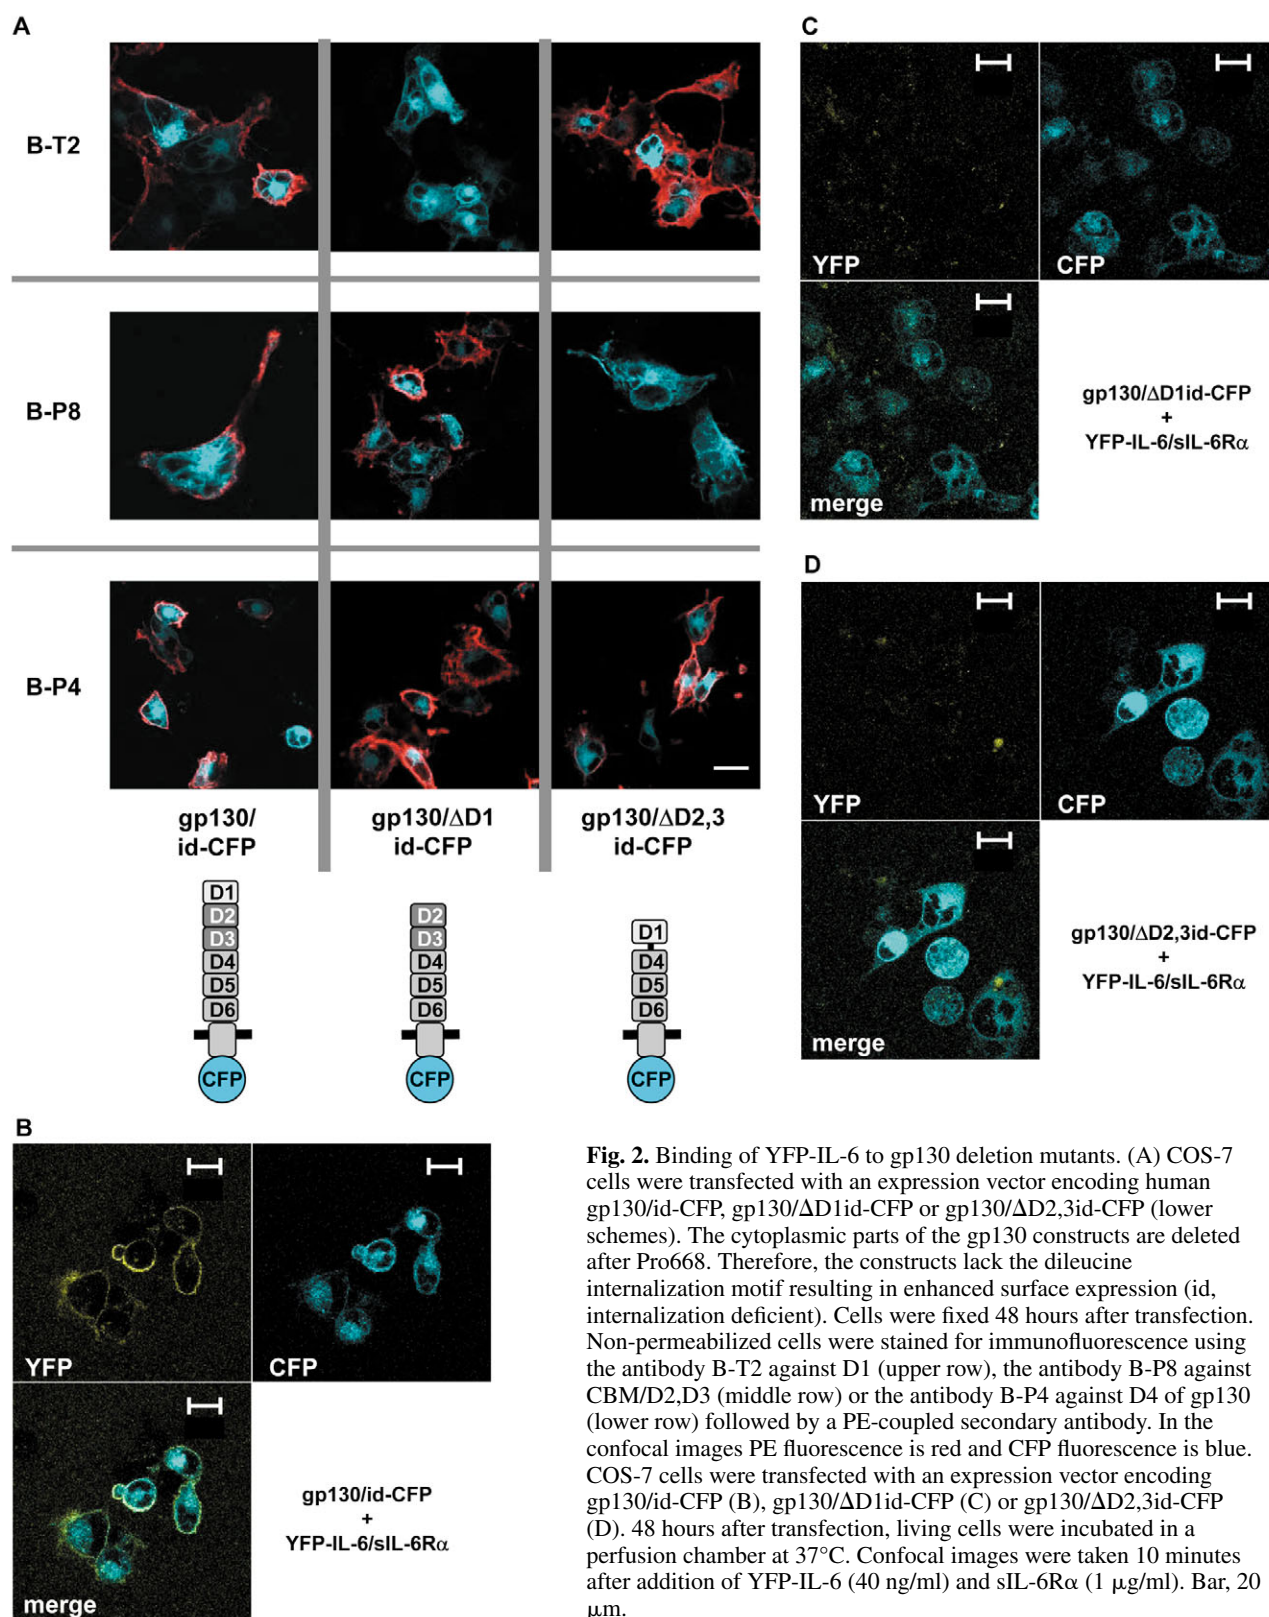 A
B-T2
B-P8
B-P4
gp130/
id-CFP
gp130/ΔD1
id-CFP
gp130/ΔD2,3
id-CFP
D1
D2
D3
D4
D5
D6
CFP
D2
D3
D4
D5
D6
CFP
D1
D4
D5
D6
CFP
B
YFP
CFP
merge
gp130/id-CFP
+
YFP-IL-6/sIL-6Rα
C
YFP
CFP
merge
gp130/ΔD1id-CFP
+
YFP-IL-6/sIL-6Rα
D
YFP
CFP
merge
gp130/ΔD2,3id-CFP
+
YFP-IL-6/sIL-6Rα
Fig. 2. Binding of YFP-IL-6 to gp130 deletion mutants. (A) COS-7
cells were transfected with an expression vector encoding human
gp130/id-CFP, gp130/ΔD1id-CFP or gp130/ΔD2,3id-CFP (lower
schemes). The cytoplasmic parts of the gp130 constructs are deleted
after Pro668. Therefore, the constructs lack the dileucine
internalization motif resulting in enhanced surface expression (id,
internalization deficient). Cells were fixed 48 hours after transfection.
Non-permeabilized cells were stained for immunofluorescence using
the antibody B-T2 against D1 (upper row), the antibody B-P8 against
CBM/D2,D3 (middle row) or the antibody B-P4 against D4 of gp130
(lower row) followed by a PE-coupled secondary antibody. In the
confocal images PE fluorescence is red and CFP fluorescence is blue.
COS-7 cells were transfected with an expression vector encoding
gp130/id-CFP (B), gp130/ΔD1id-CFP (C) or gp130/ΔD2,3id-CFP
(D). 48 hours after transfection, living cells were incubated in a
perfusion chamber at 37°C. Confocal images were taken 10 minutes
after addition of YFP-IL-6 (40 ng/ml) and sIL-6Rα (1 μg/ml). Bar, 20
μm.